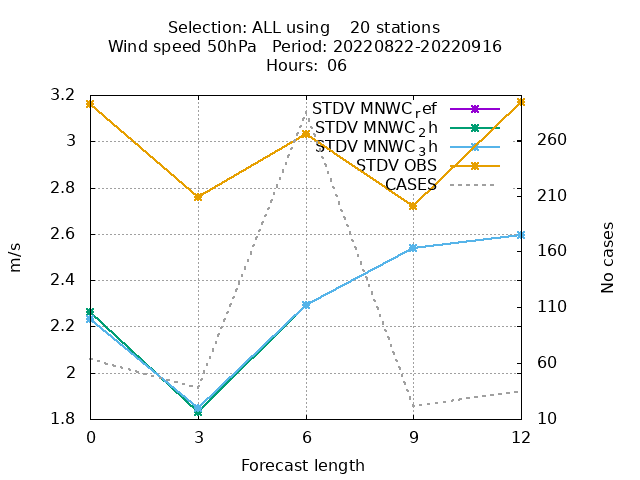 Selection: ALL using    20 stations
Wind speed 50hPa   Period: 20220822-20220916
Hours:  06
STDV MNWC_ref
STDV MNWC_2h
STDV MNWC_3h
STDV OBS
CASES
3.2
3
2.8
2.6
2.4
2.2
2
1.8
260
210
160
110
60
10
0 3 6 9 12
m/s
No cases
Forecast length